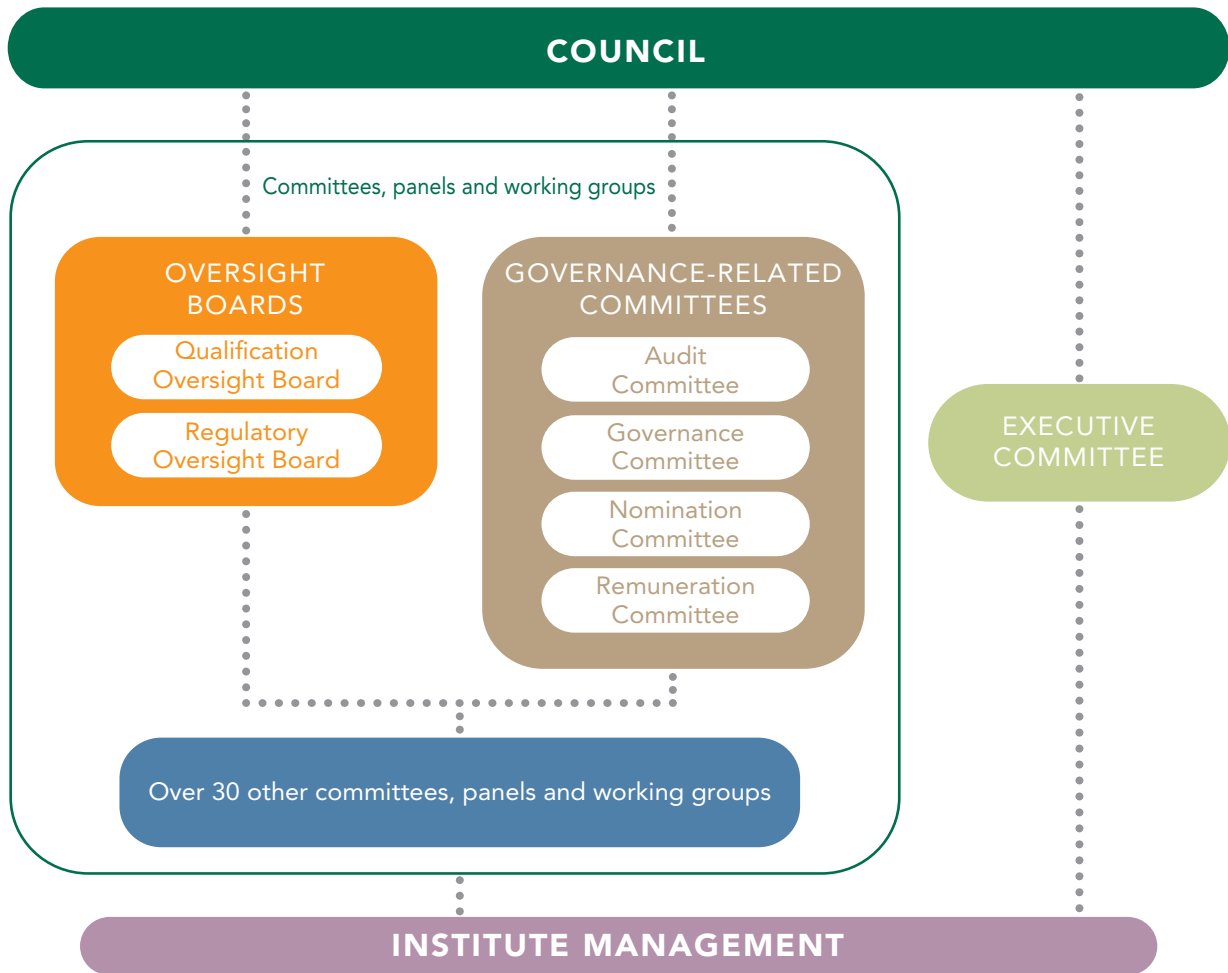 COUNCIL
Committees, panels and working groups
OVERSIGHT
BOARDS
Qualification
Oversight Board
Regulatory
Oversight Board
GOVERNANCE-RELATED
COMMITTEES
Audit
Committee
Governance
Committee
Nomination
Committee
Remuneration
Committee
EXECUTIVE
COMMITTEE
Over 30 other committees, panels and working groups
INSTITUTE MANAGEMENT